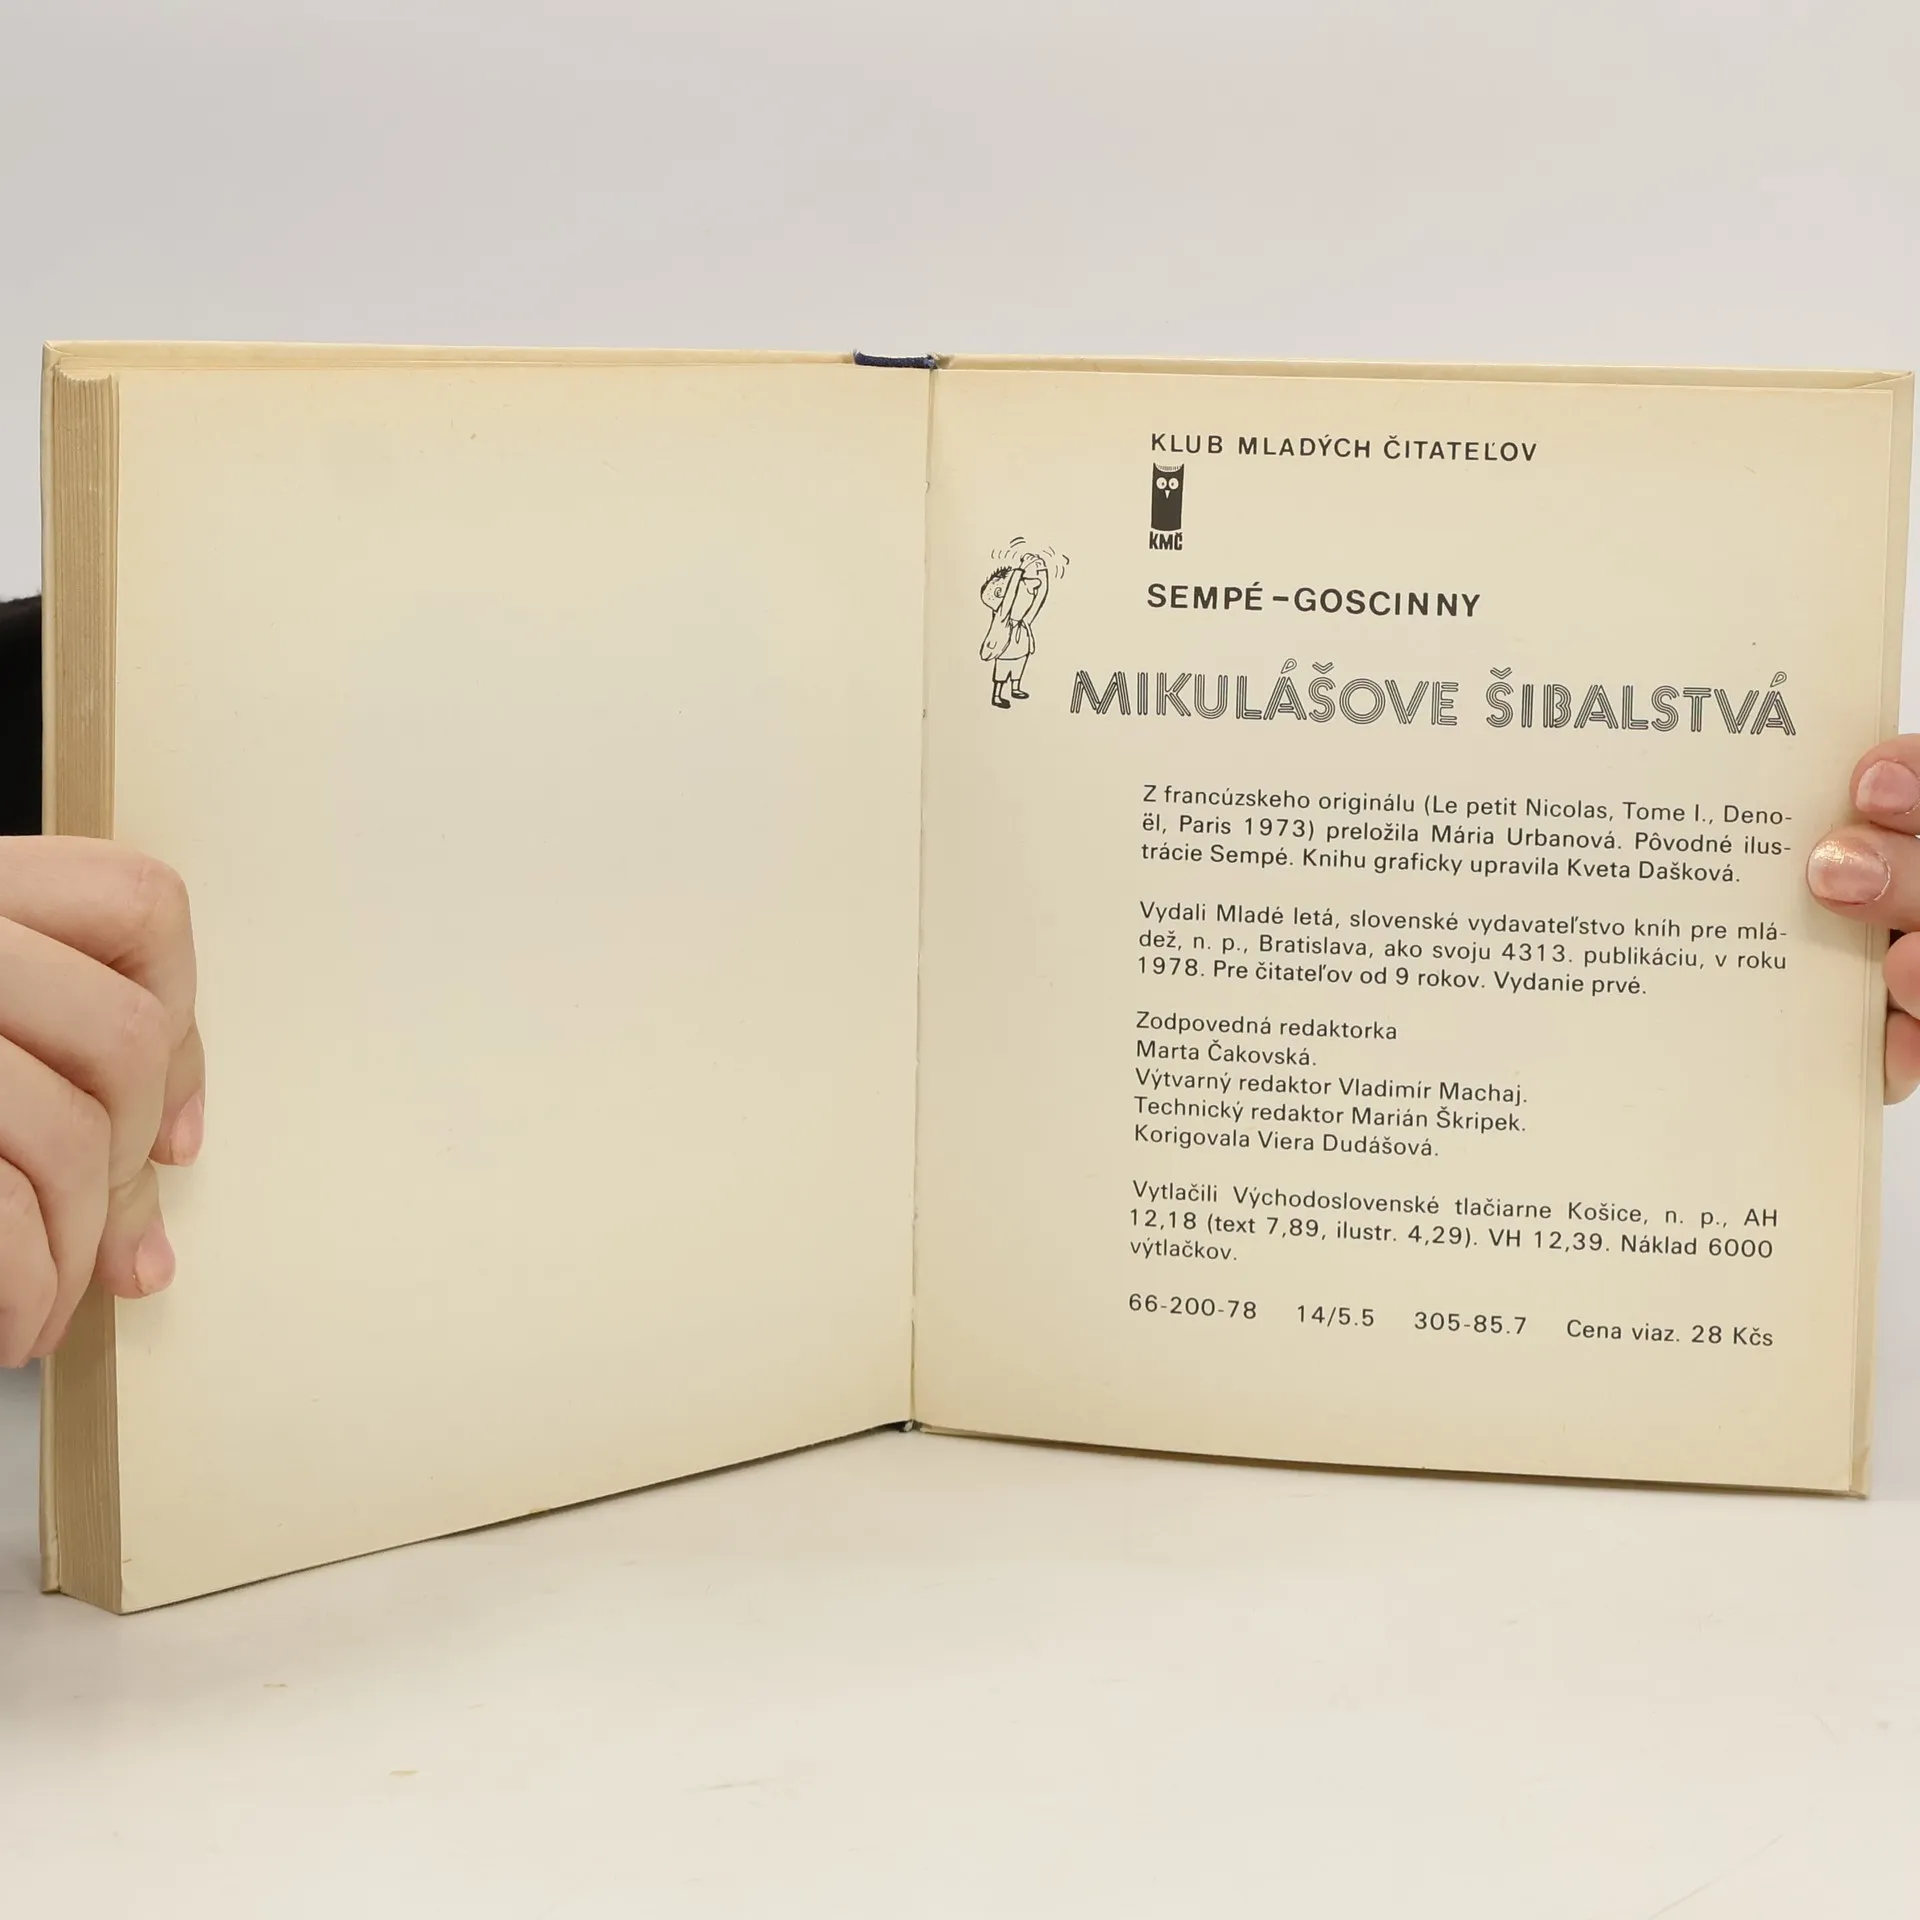 KLUB MLADÝCH ČITATEĽOV
KMČ
SEMPÉ – GOSCINNY
MIKULÁŠOVE ŠIBALSTVÁ
Z francúzskeho originálu (Le petit Nicolas, Tome I., Deno-
ël, Paris 1973) preložila Mária Urbanová. Pôvodné ilus-
trácie Sempé. Knihu graficky upravila Kveta Dašková.
Vydali Mladé letá, slovenské vydavateľstvo kníh pre mlá-
dež, n. p., Bratislava, ako svoju 4313. publikáciu, v roku
1978. Pre čitateľov od 9 rokov. Vydanie prvé.
Zodpovedná redaktorka
Marta Čakovská.
Výtvarný redaktor Vladimír Machaj.
Technický redaktor Marián Škripek.
Korigovala Viera Dudášová.
Vytlačili Východoslovenské tlačiarne Košice, n. p., AH
12,18 (text 7,89, ilustr. 4,29). VH 12,39. Náklad 6000
výtlačkov.
66-200-78 14/5.5 305-85.7 Cena viaz. 28 Kčs